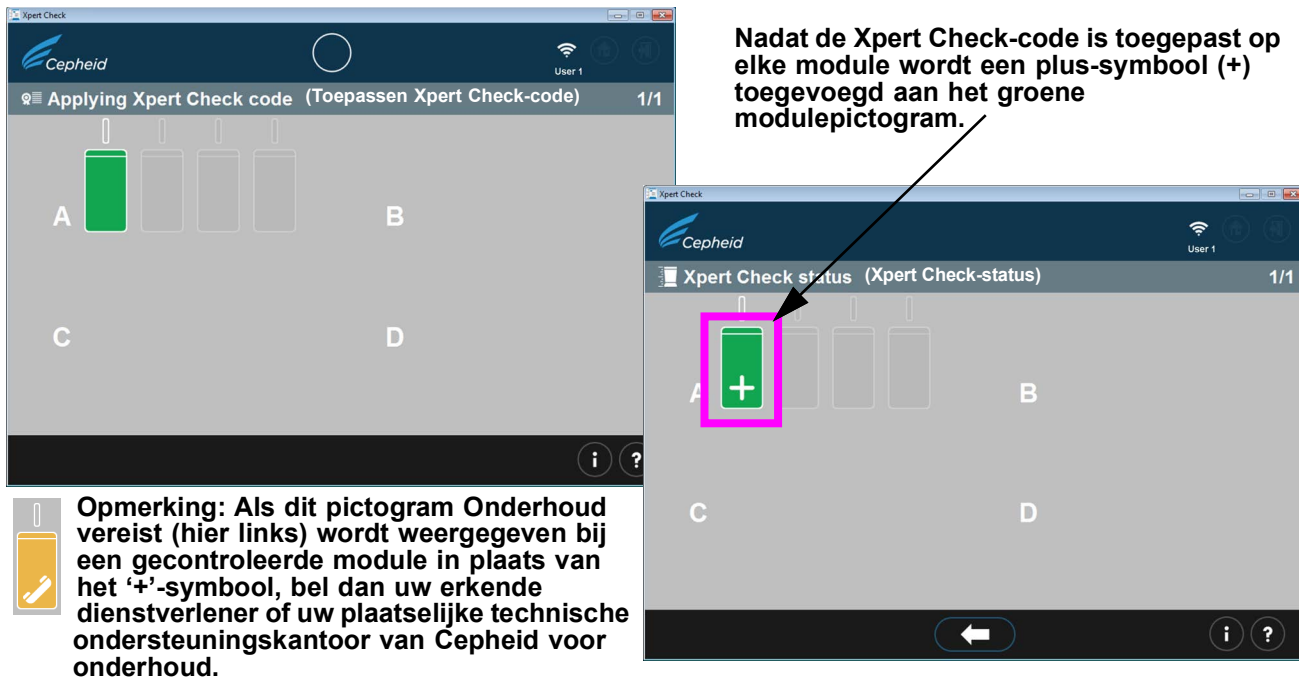 Xpert Check
Cepheid
User 1
Applying Xpert Check code (Toepassen Xpert Check-code) 1/1
A B
C D
i ?
Nadat de Xpert Check-code is toegepast op
elke module wordt een plus-symbool (+)
toegevoegd aan het groene
modulepictogram.
Xpert Check
Cepheid
User 1
Xpert Check status (Xpert Check-status) 1/1
A + B
C D
i ?
Opmerking: Als dit pictogram Onderhoud
vereist (hier links) wordt weergegeven bij
een gecontroleerde module in plaats van
het ‘+’-symbool, bel dan uw erkende
dienstverlener of uw plaatselijke technische
ondersteuningskantoor van Cepheid voor
onderhoud.